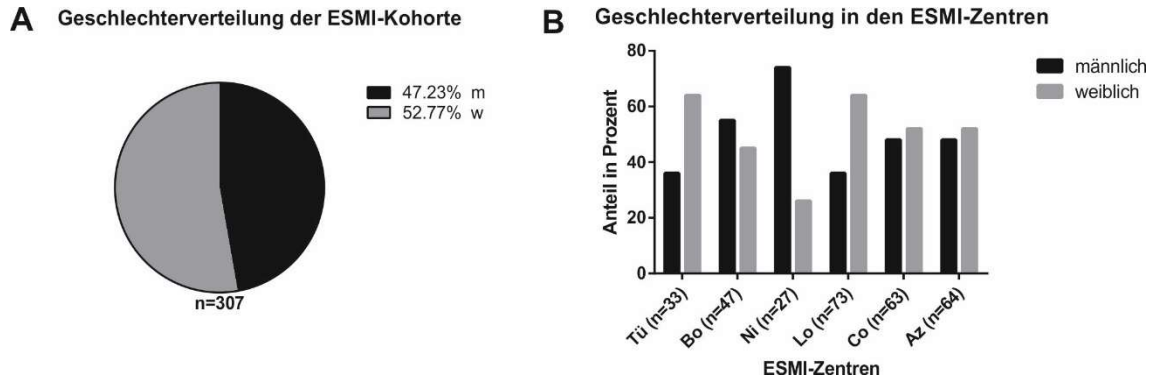 A Geschlechterverteilung der ESMI-Kohorte
47.23% m
52.77% w
n=307
B Geschlechterverteilung in den ESMI-Zentren
männlich
weiblich
Anteil in Prozent
80
60
40
20
0
Tü (n=33)
Bo (n=47)
Ni (n=27)
Lo (n=73)
Co (n=63)
Az (n=64)
ESMI-Zentren